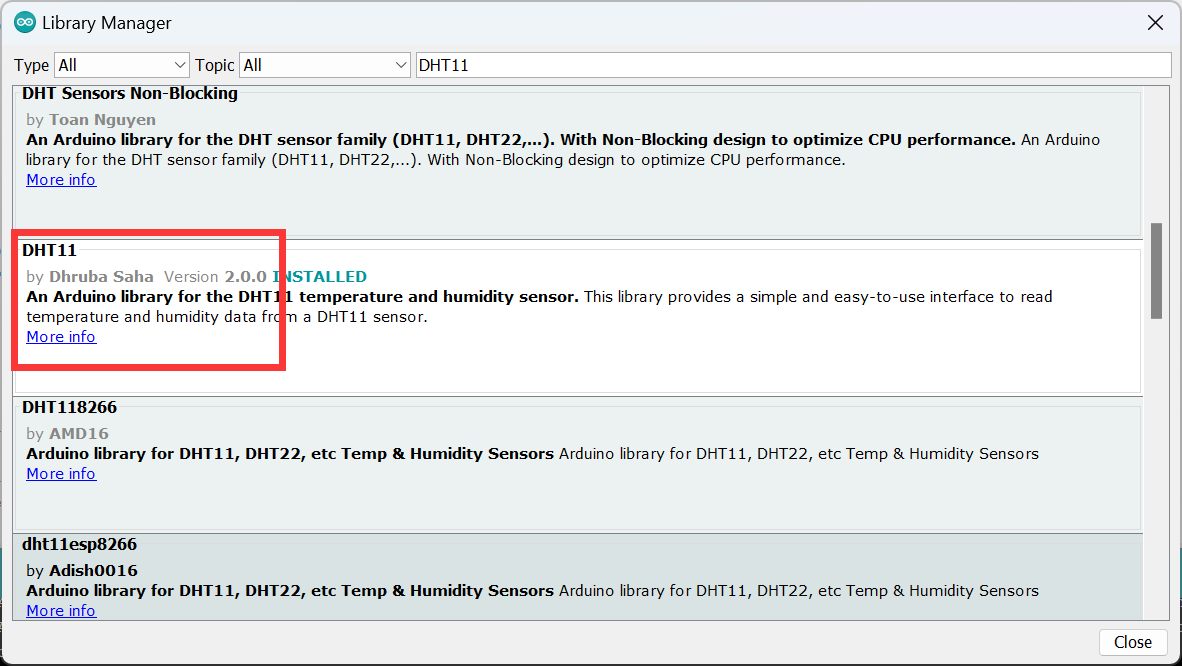 Library Manager
Type All Topic All DHT11
DHT Sensors Non-Blocking
by Toan Nguyen
An Arduino library for the DHT sensor family (DHT11, DHT22,...). With Non-Blocking design to optimize CPU performance. An Arduino
library for the DHT sensor family (DHT11, DHT22,...). With Non-Blocking design to optimize CPU performance.
More info
DHT11
by Dhruba Saha Version 2.0.0 INSTALLED
An Arduino library for the DHT11 temperature and humidity sensor. This library provides a simple and easy-to-use interface to read
temperature and humidity data from a DHT11 sensor.
More info
DHT118266
by AMD16
Arduino library for DHT11, DHT22, etc Temp & Humidity Sensors Arduino library for DHT11, DHT22, etc Temp & Humidity Sensors
More info
dht11esp8266
by Adish0016
Arduino library for DHT11, DHT22, etc Temp & Humidity Sensors Arduino library for DHT11, DHT22, etc Temp & Humidity Sensors
More info
Close